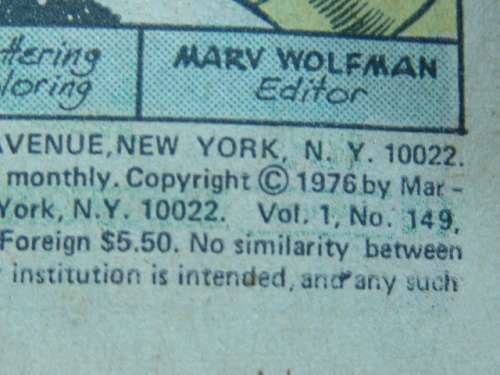 ttering
loring
MARV WOLFMAN
Editor
AVENUE, NEW YORK, N. Y. 10022.
monthly. Copyright © 1976 by Mar-
York, N.Y. 10022. Vol. 1, No. 149,
Foreign $5.50. No similarity between
institution is intended, and any such